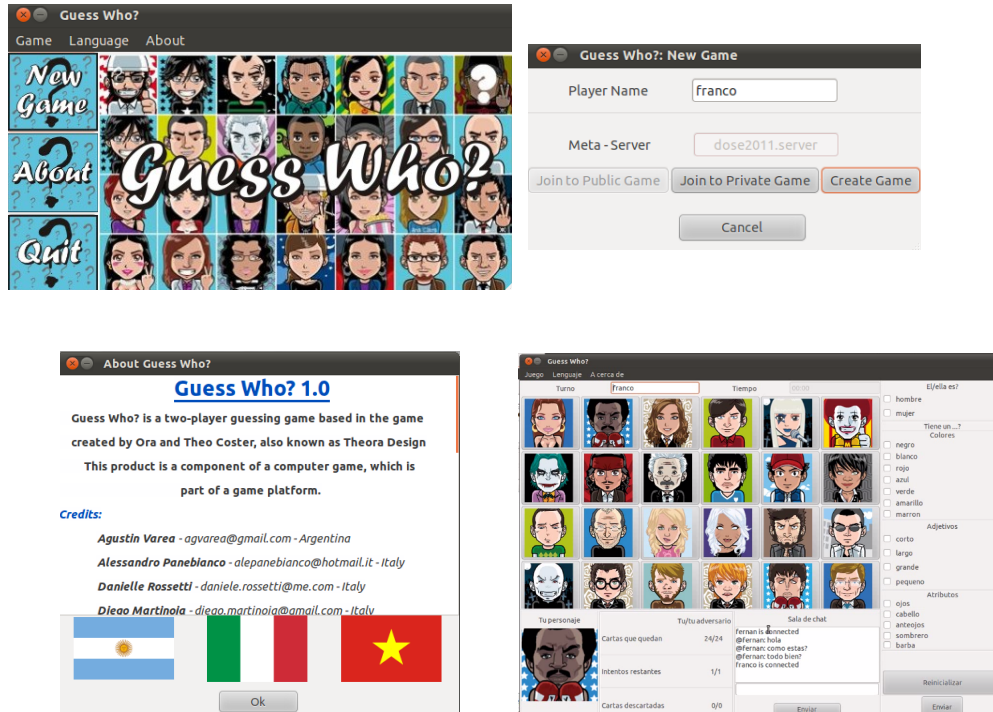 Guess Who?
Game Language About
New Game
About
Quit
Guess Who?
Guess Who?: New Game
Player Name franco
Meta - Server dose2011.server
Join to Public Game Join to Private Game Create Game
Cancel
About Guess Who?
Guess Who? 1.0
Guess Who? is a two-player guessing game based in the game
created by Ora and Theo Coster, also known as Theora Design
This product is a component of a computer game, which is
part of a game platform.
Credits:
Agustin Varea - agvarea@gmail.com - Argentina
Alessandro Panebianco - alepanebianco@hotmail.it - Italy
Danielle Rossetti - daniele.rossetti@me.com - Italy
Diego Martinoia - diego.martinoia@gmail.com - Italy
Ok
Guess Who?
Juego Lenguaje A cerca de
Turno franco Tiempo 00:00
El/ella es?
hombre
mujer
Tiene un ...?
Colores
negro
blanco
rojo
azul
verde
amarillo
marron
Adjetivos
corto
largo
grande
pequeno
Atributos
ojos
cabello
anteojos
sombrero
barba
Reinicializar
Enviar
Tu personaje
Tu/tu adversario
Cartas que quedan 24/24
Intentos restantes 1/1
Cartas descartadas 0/0
Sala de chat
fernan is connected
@fernan: hola
@fernan: como estas?
@fernan: todo bien?
franco is connected
Enviar